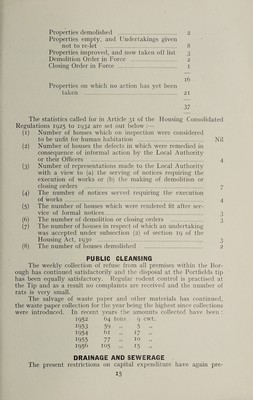 Properties demolished 2
Properties empty, and Undertakings given
not to re-let 8
Properties improved, and now taken off list 3
Demolition Order in Force 2
Closing Order in Force 1
16
Properties on which no action has yet been
taken 21
37
The statistics called for in Article 31 of the Housing Consolidated
Regulations 1925 to 1932 are set out below :—
(1) Number of houses which on inspection were considered
to be unfit for human habitation Nil
(2) Number of houses the defects in which were remedied in
consequence of informal action by the Local Authority
or their Officers 4
(3) Number of representations made to the Local Authority
with a view to (a) the serving of notices requiring the
execution of works or (b) the making of demolition or
closing orders 7
(4) The number of notices served requiring the execution
of works 4
(5) The number of houses which were rendered fit after ser-
vice of formal notices 3
(6) The number of demolition or closing orders 3
(7) The number of houses in respect of which an undertaking
was accepted under subsection (2) of section 19 of the
Housing Act, 1930 5
(8) The number of houses demolished 2
PUBLIC CLEANSING
The weekly collection of refuse from all premises within the Bor-
ough has continued satisfactorily and the disposal at the Portfields tip
has been equally satisfactory. Regular rodent control is practised at
the Tip and as a result no complaints are received and the number of
rats is very small.
The salvage of waste paper and other materials has continued,
the waste paper collection for the year being the highest since collections
were introduced. In recent years the amounts collected have been :
1952 64 tons 9 cwt.
1953 59 ,, 5 ,,
1954 61 ,, 17 ,,
1955 77 ,, 10 ,,
1956 105 ,, 15 ,,
DRAINAGE AND SEWERAGE
The present restrictions on capital expenditure have again pre-
13